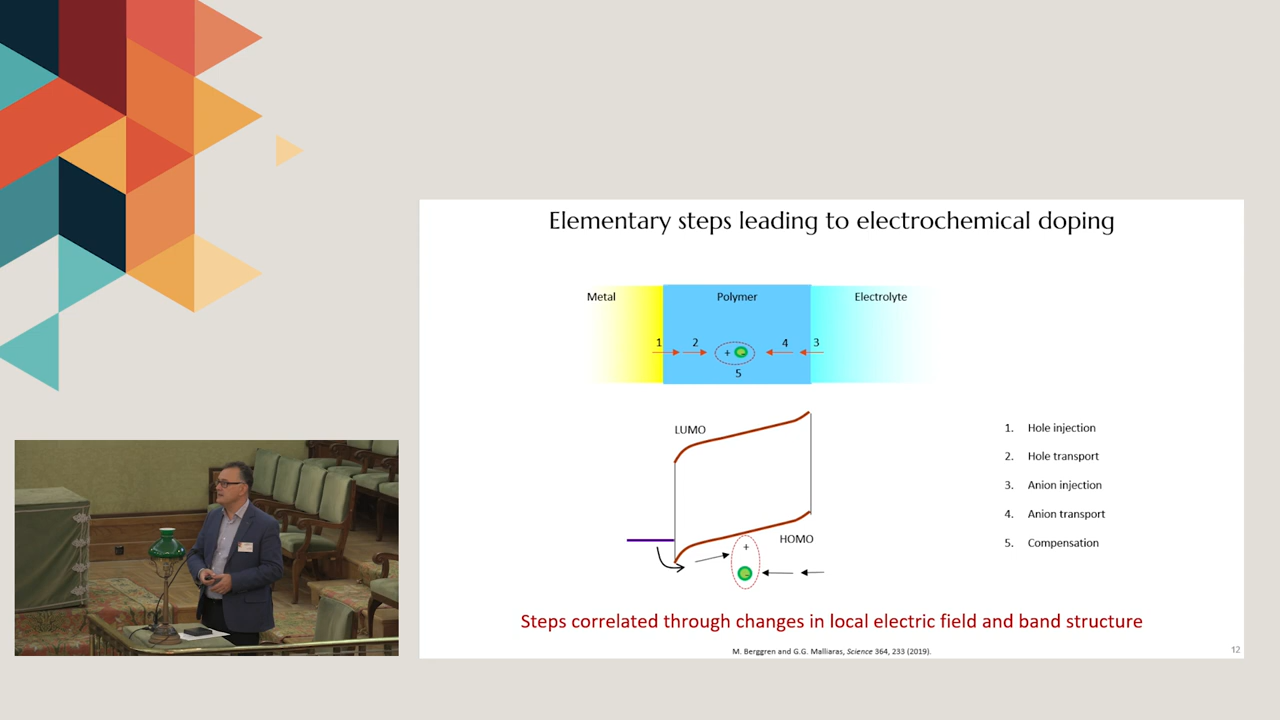 Elementary steps leading to electrochemical doping
Metal
Polymer
Electrolyte
1
2
+
4
3
5
LUMO
HOMO
+
1. Hole injection
2. Hole transport
3. Anion injection
4. Anion transport
5. Compensation
Steps correlated through changes in local electric field and band structure
M. Berggren and G.G. Malliaras, Science 364, 233 (2019).
12